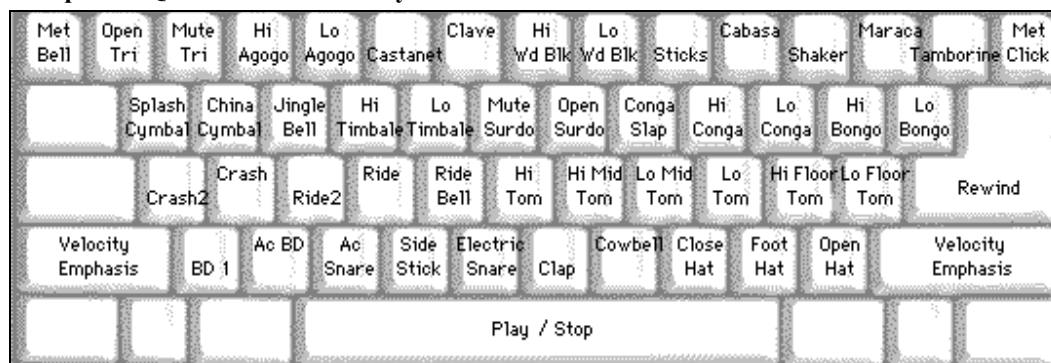 Met Bell Open Tri Mute Tri Hi Agogo Lo Agogo Castanet Clave Hi Wd Blk Lo Wd Blk Sticks Cabasa Shaker Maraca Tamborine Met Click
Splash Cymbal China Cymbal Jingle Bell Hi Timbale Lo Timbale Mute Surdo Open Surdo Conga Slap Hi Conga Lo Conga Hi Bongo Lo Bongo
Crash2 Crash Ride2 Ride Ride Bell Hi Tom Hi Mid Tom Lo Mid Tom Lo Tom Hi Floor Tom Lo Floor Tom Rewind
Velocity Emphasis BD 1 Ac BD Ac Snare Side Stick Electric Snare Clap Cowbell Close Hat Foot Hat Open Hat Velocity Emphasis
Play / Stop